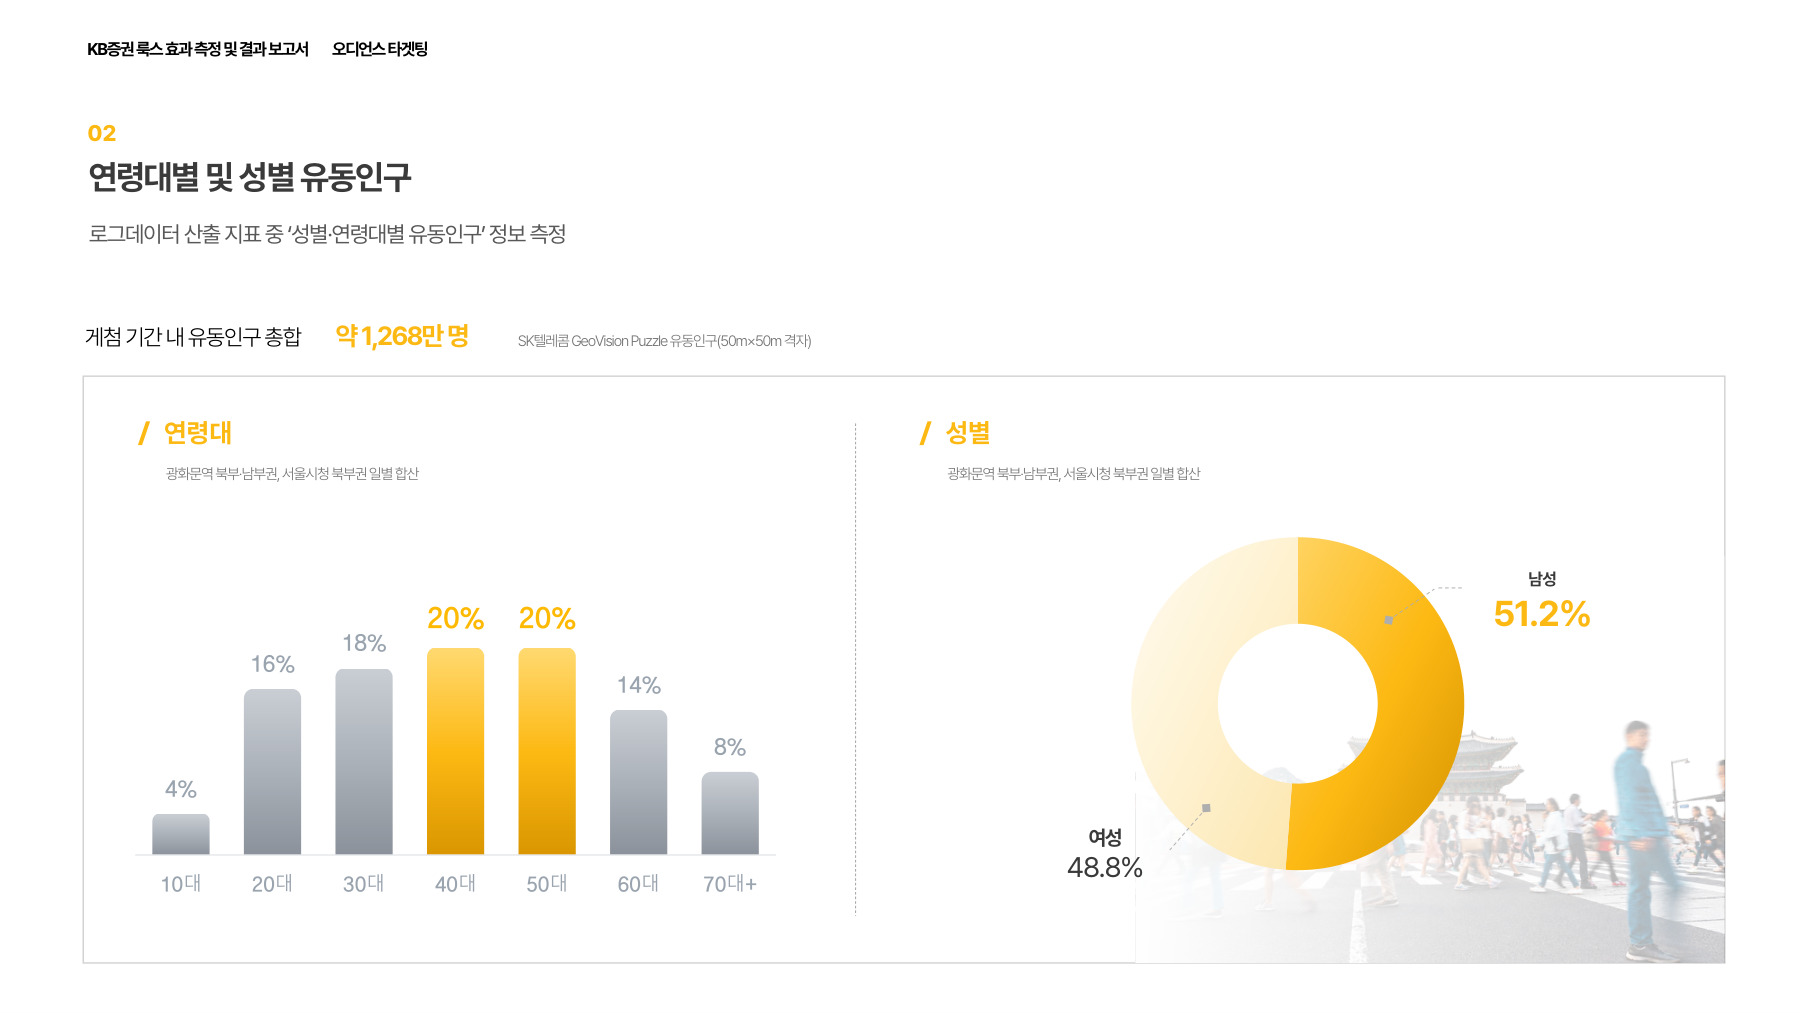 KB증권 룩스 효과 측정 및 결과 보고서 오디언스 타겟팅
02
연령대별 및 성별 유동인구
로그데이터 산출 지표 중 ‘성별·연령대별 유동인구’ 정보 측정
게첨 기간 내 유동인구 총합 약 1,268만 명 SK텔레콤 GeoVision Puzzle 유동인구(50m×50m 격자)
/ 연령대
광화문역 북부·남부권, 서울시청 북부권 일별 합산
4% 16% 18% 20% 20% 14% 8%
10대 20대 30대 40대 50대 60대 70대+
/ 성별
광화문역 북부·남부권, 서울시청 북부권 일별 합산
남성
51.2%
여성
48.8%